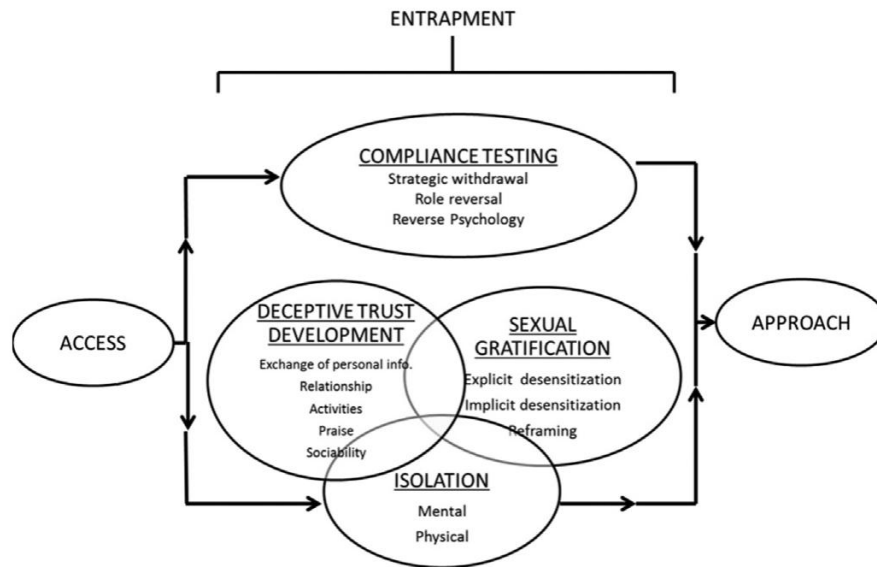 ENTRAPMENT
COMPLIANCE TESTING
Strategic withdrawal
Role reversal
Reverse Psychology
ACCESS
DECEPTIVE TRUST
DEVELOPMENT
Exchange of personal info.
Relationship
Activities
Praise
Sociability
SEXUAL
GRATIFICATION
Explicit desensitization
Implicit desensitization
Reframing
ISOLATION
Mental
Physical
APPROACH